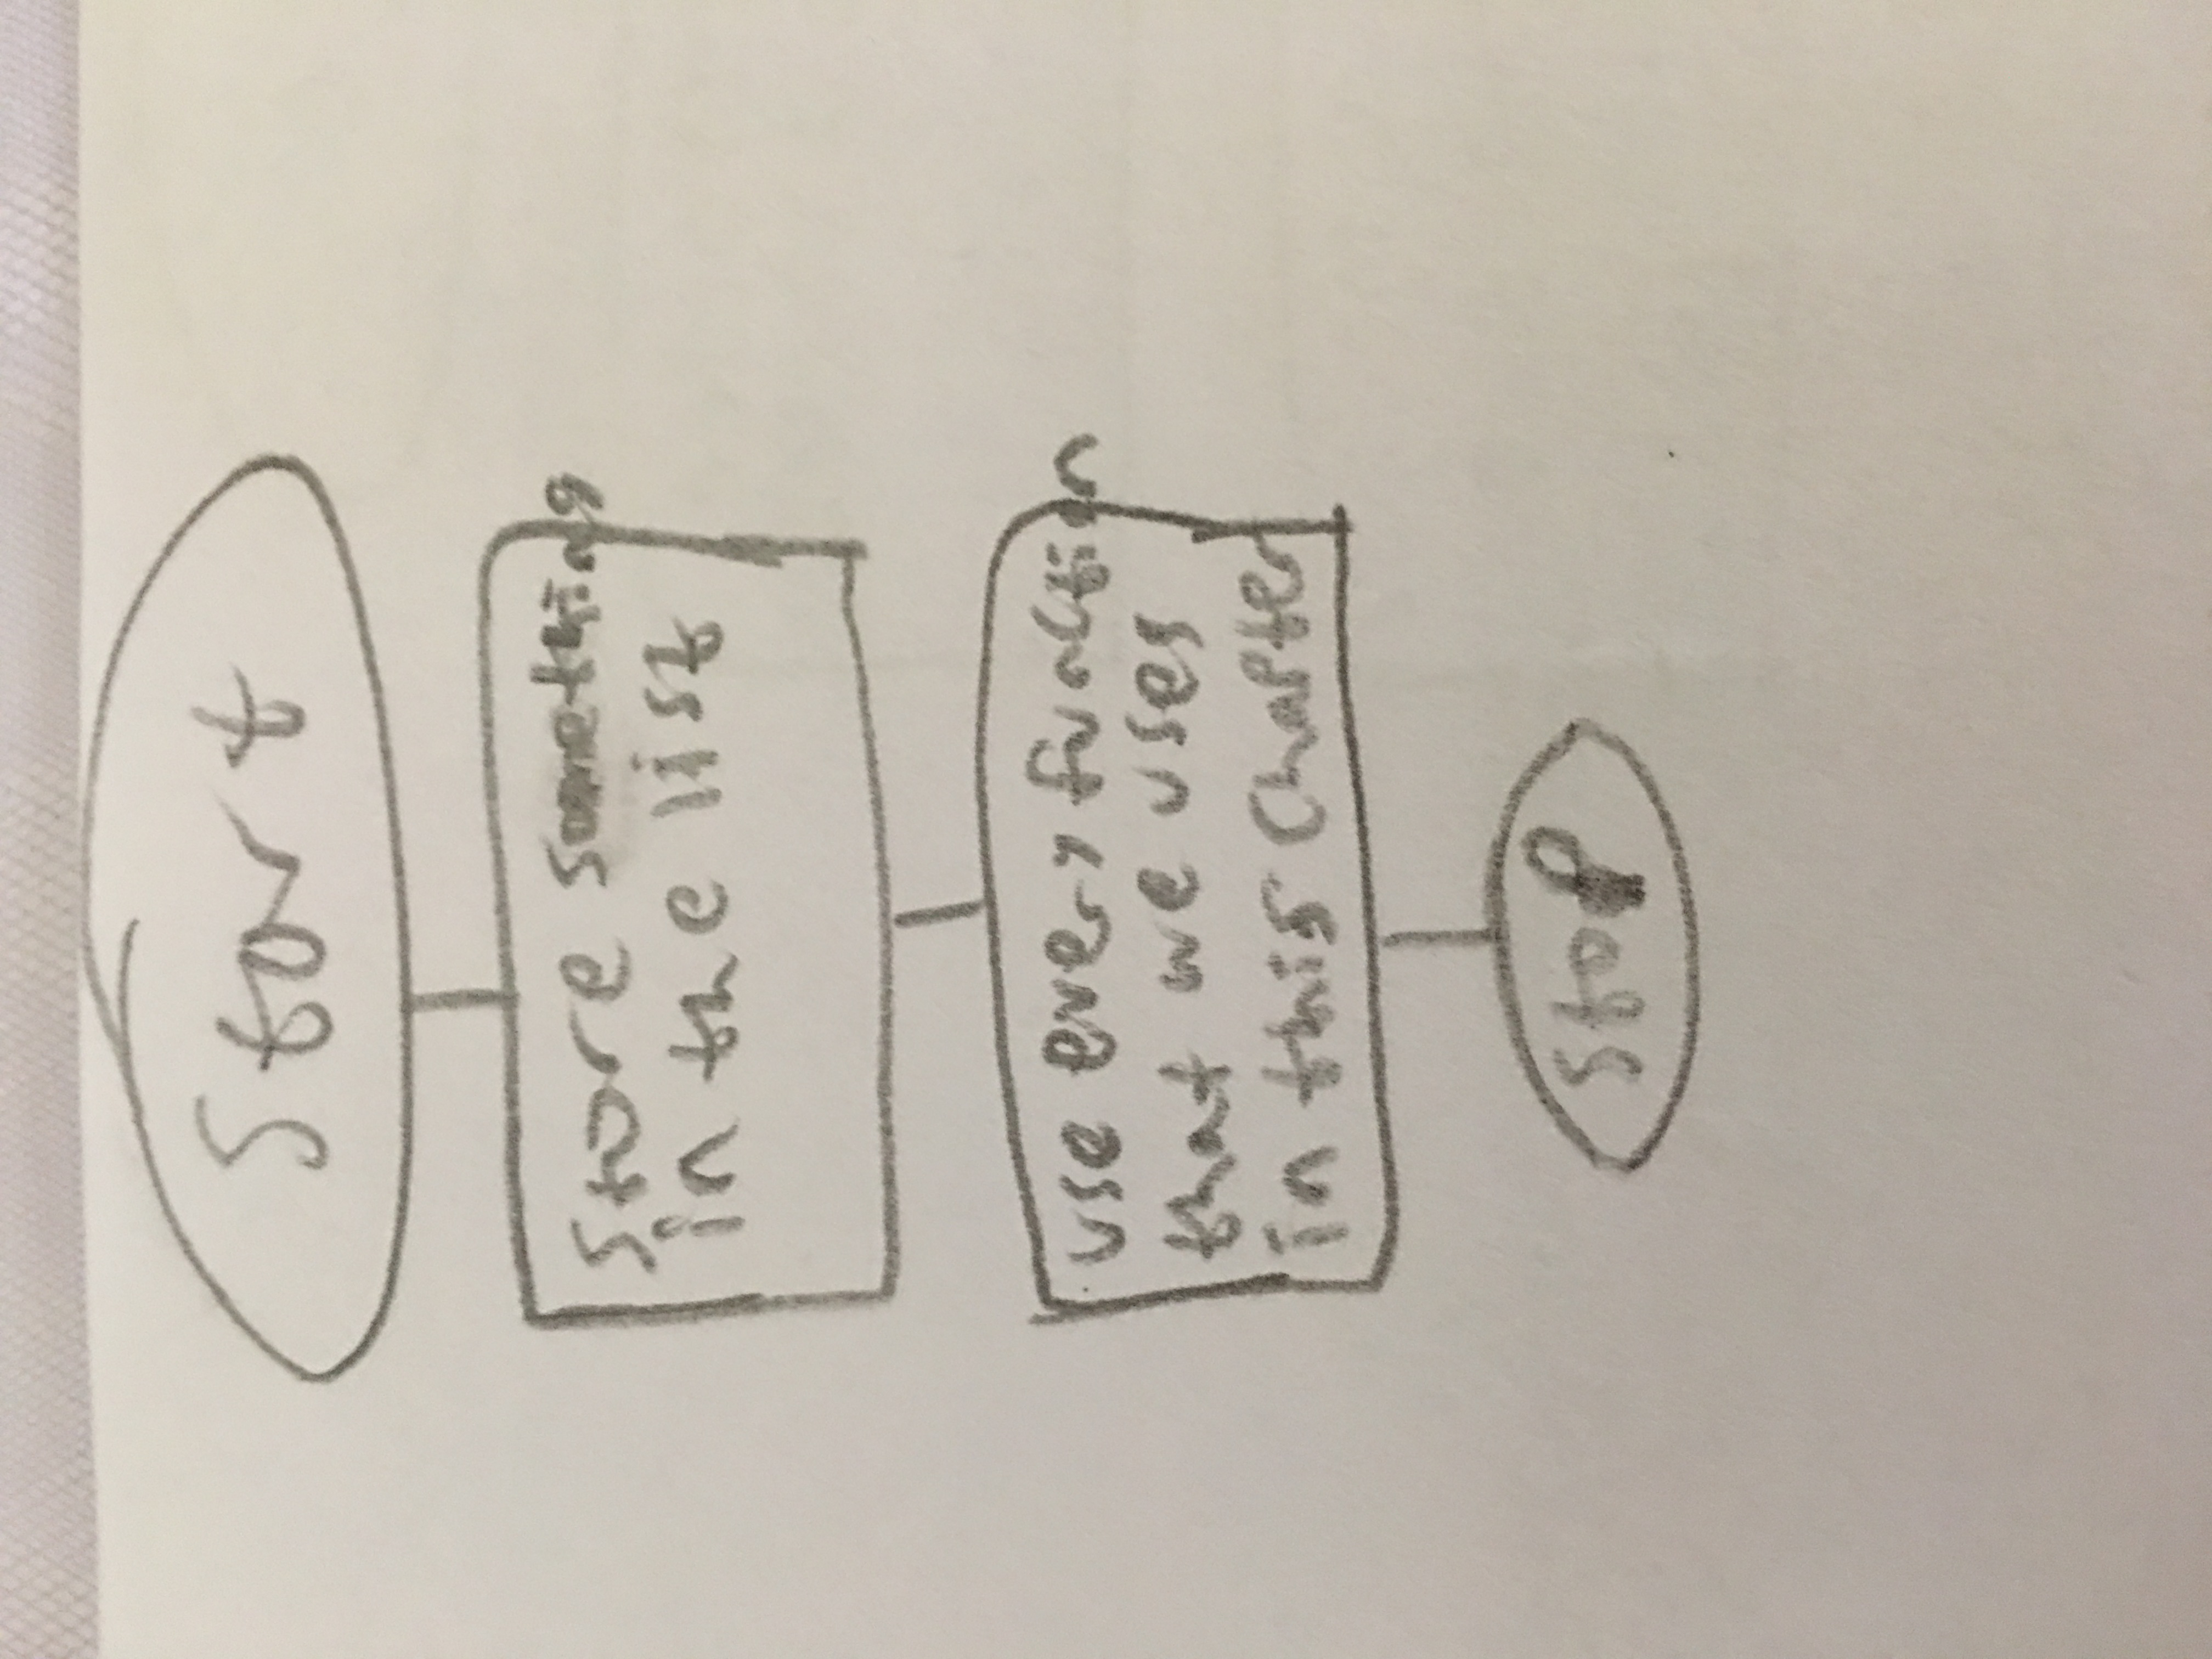 Start
Store something
in the list
use every function
that we uses
in this Chapter
Stop